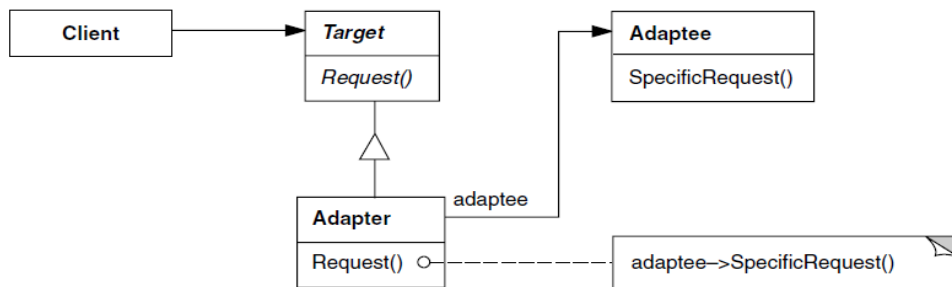 Client
Target
Request()
Adaptee
SpecificRequest()
adaptee
Adapter
Request()
adaptee–>SpecificRequest()